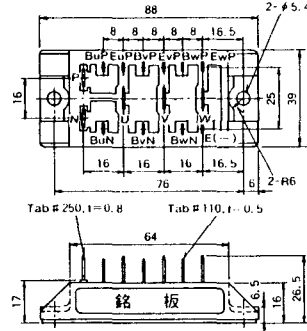 88
2-φ5.4
8 8 8 8 16.5
BuP EuP BvP EvP BwP EwP
P
16
25
39
N
U V W
BuN BvN BwN E(-)
16 16 16 16.5
2-R6
76 6
Tab#250, t=0.8 Tab#110, t=0.5
64
17
銘板
6.5
16
26.5